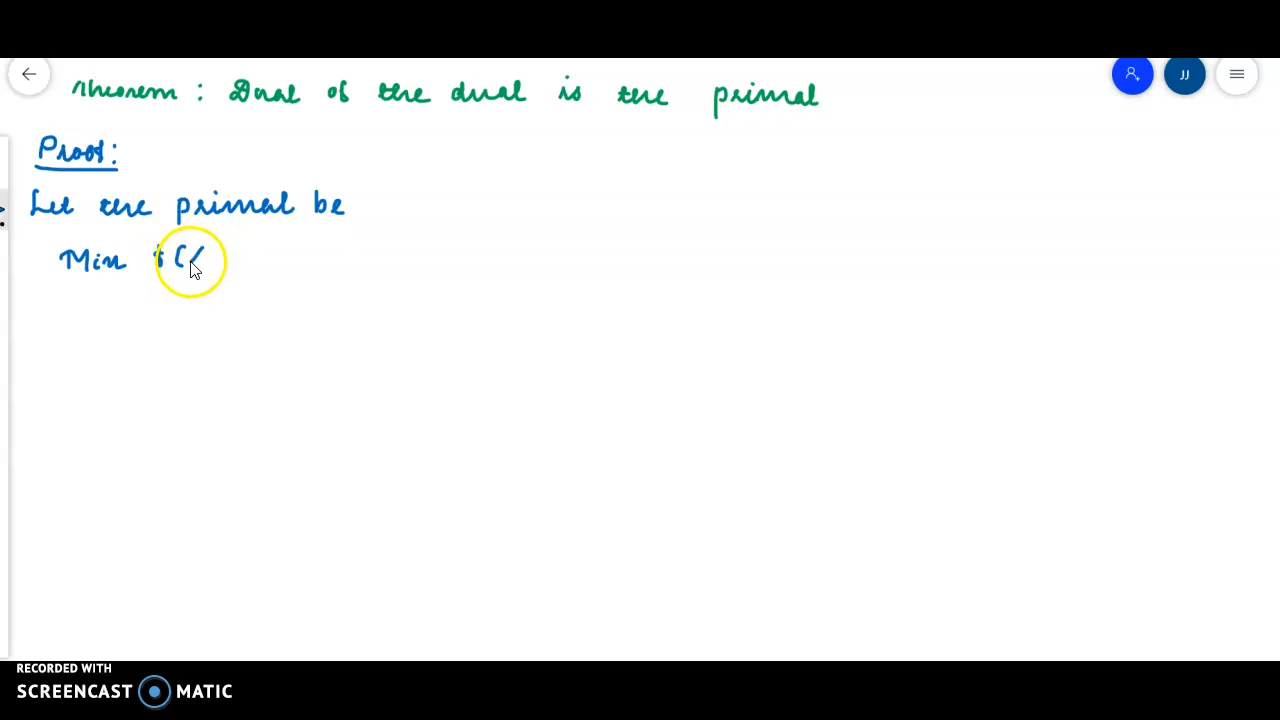 Theorem : Dual of the dual is the primal
Proof:
Let the primal be
Min f(
JJ
RECORDED WITH
SCREENCAST MATIC